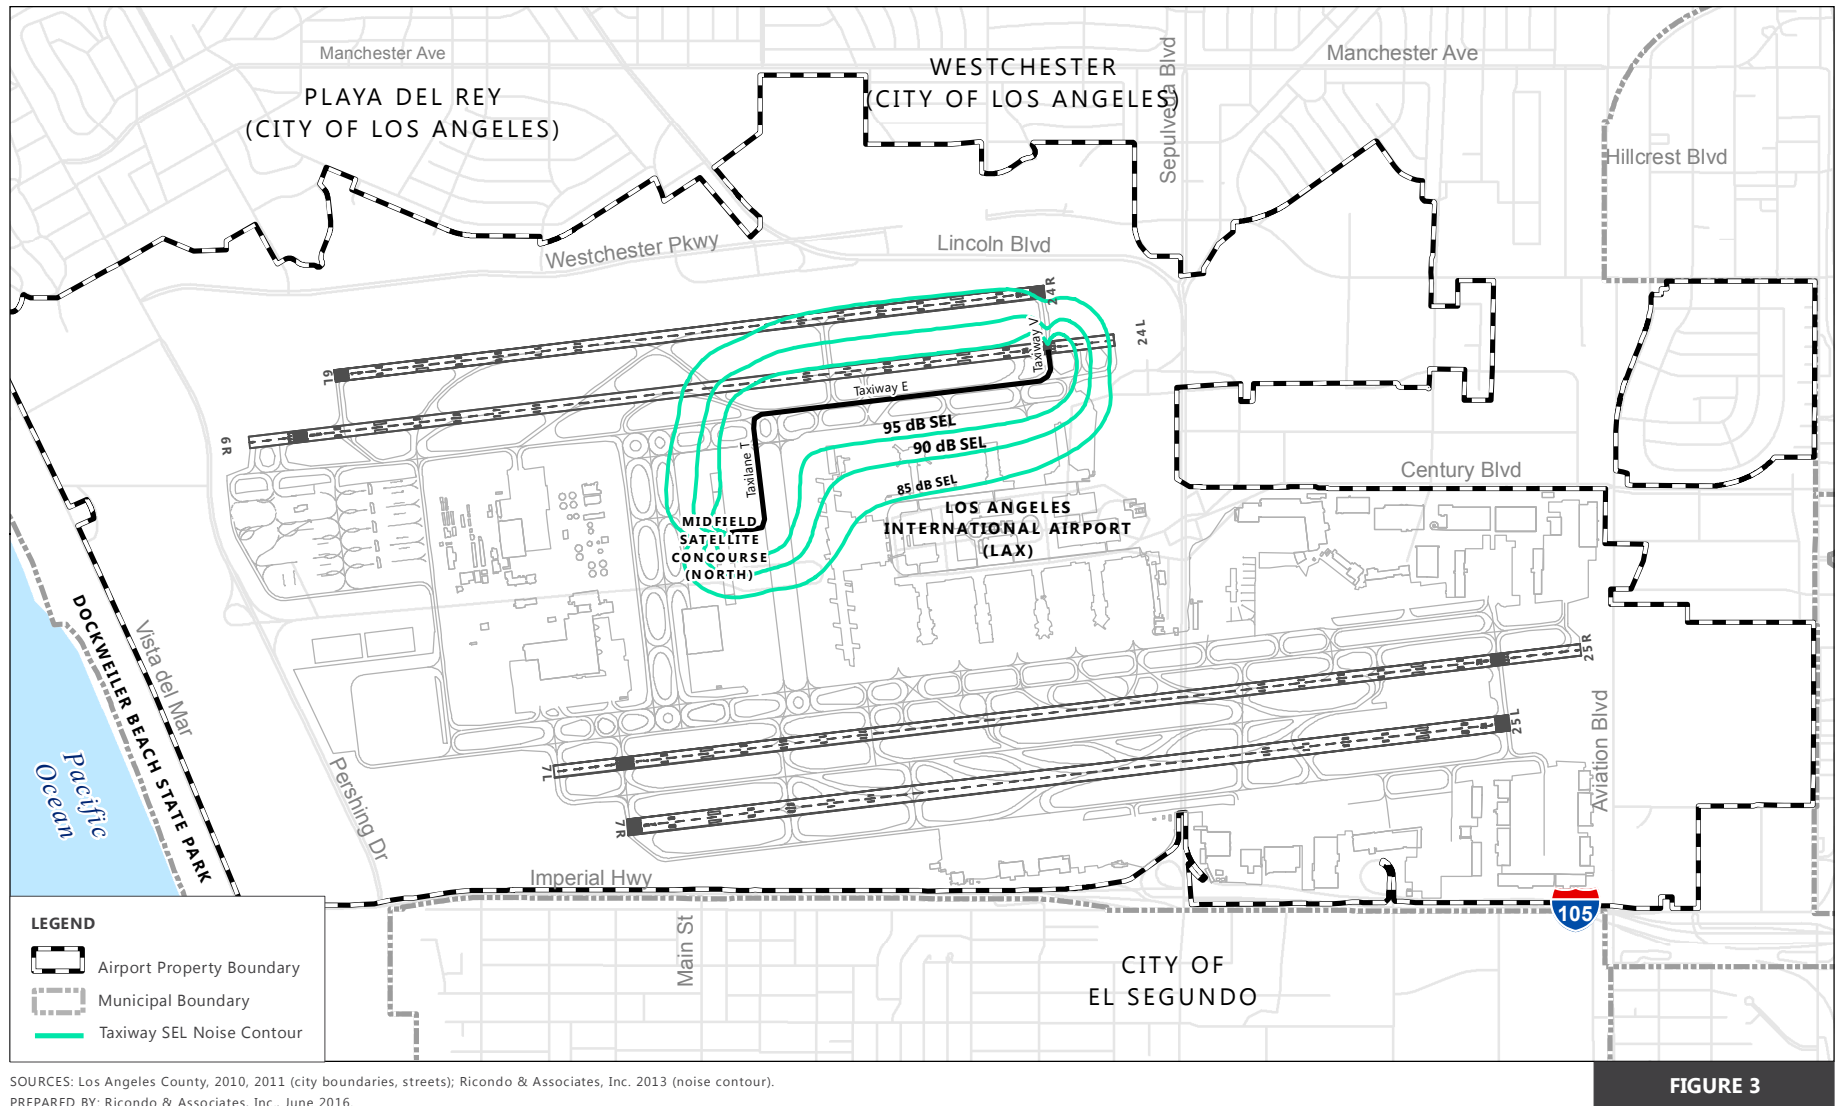 Manchester Ave
PLAYA DEL REY
(CITY OF LOS ANGELES)
WESTCHESTER
(CITY OF LOS ANGELES)
Sepulveda Blvd
Manchester Ave
Hillcrest Blvd
Westchester Pkwy
Lincoln Blvd
24R
24L
6L
6R
Taxiway V
Taxiway E
Taxilane T
95 dB SEL
90 dB SEL
85 dB SEL
MIDFIELD
SATELLITE
CONCOURSE
(NORTH)
LOS ANGELES
INTERNATIONAL AIRPORT
(LAX)
Century Blvd
DOCKWEILER BEACH STATE PARK
Vista del Mar
Pacific
Ocean
Pershing Dr
7L
7R
25R
25L
Aviation Blvd
Imperial Hwy
105
Main St
CITY OF
EL SEGUNDO
LEGEND
Airport Property Boundary
Municipal Boundary
Taxiway SEL Noise Contour
SOURCES: Los Angeles County, 2010, 2011 (city boundaries, streets); Ricondo & Associates, Inc. 2013 (noise contour).
PREPARED BY: Ricondo & Associates, Inc., June 2016.
FIGURE 3